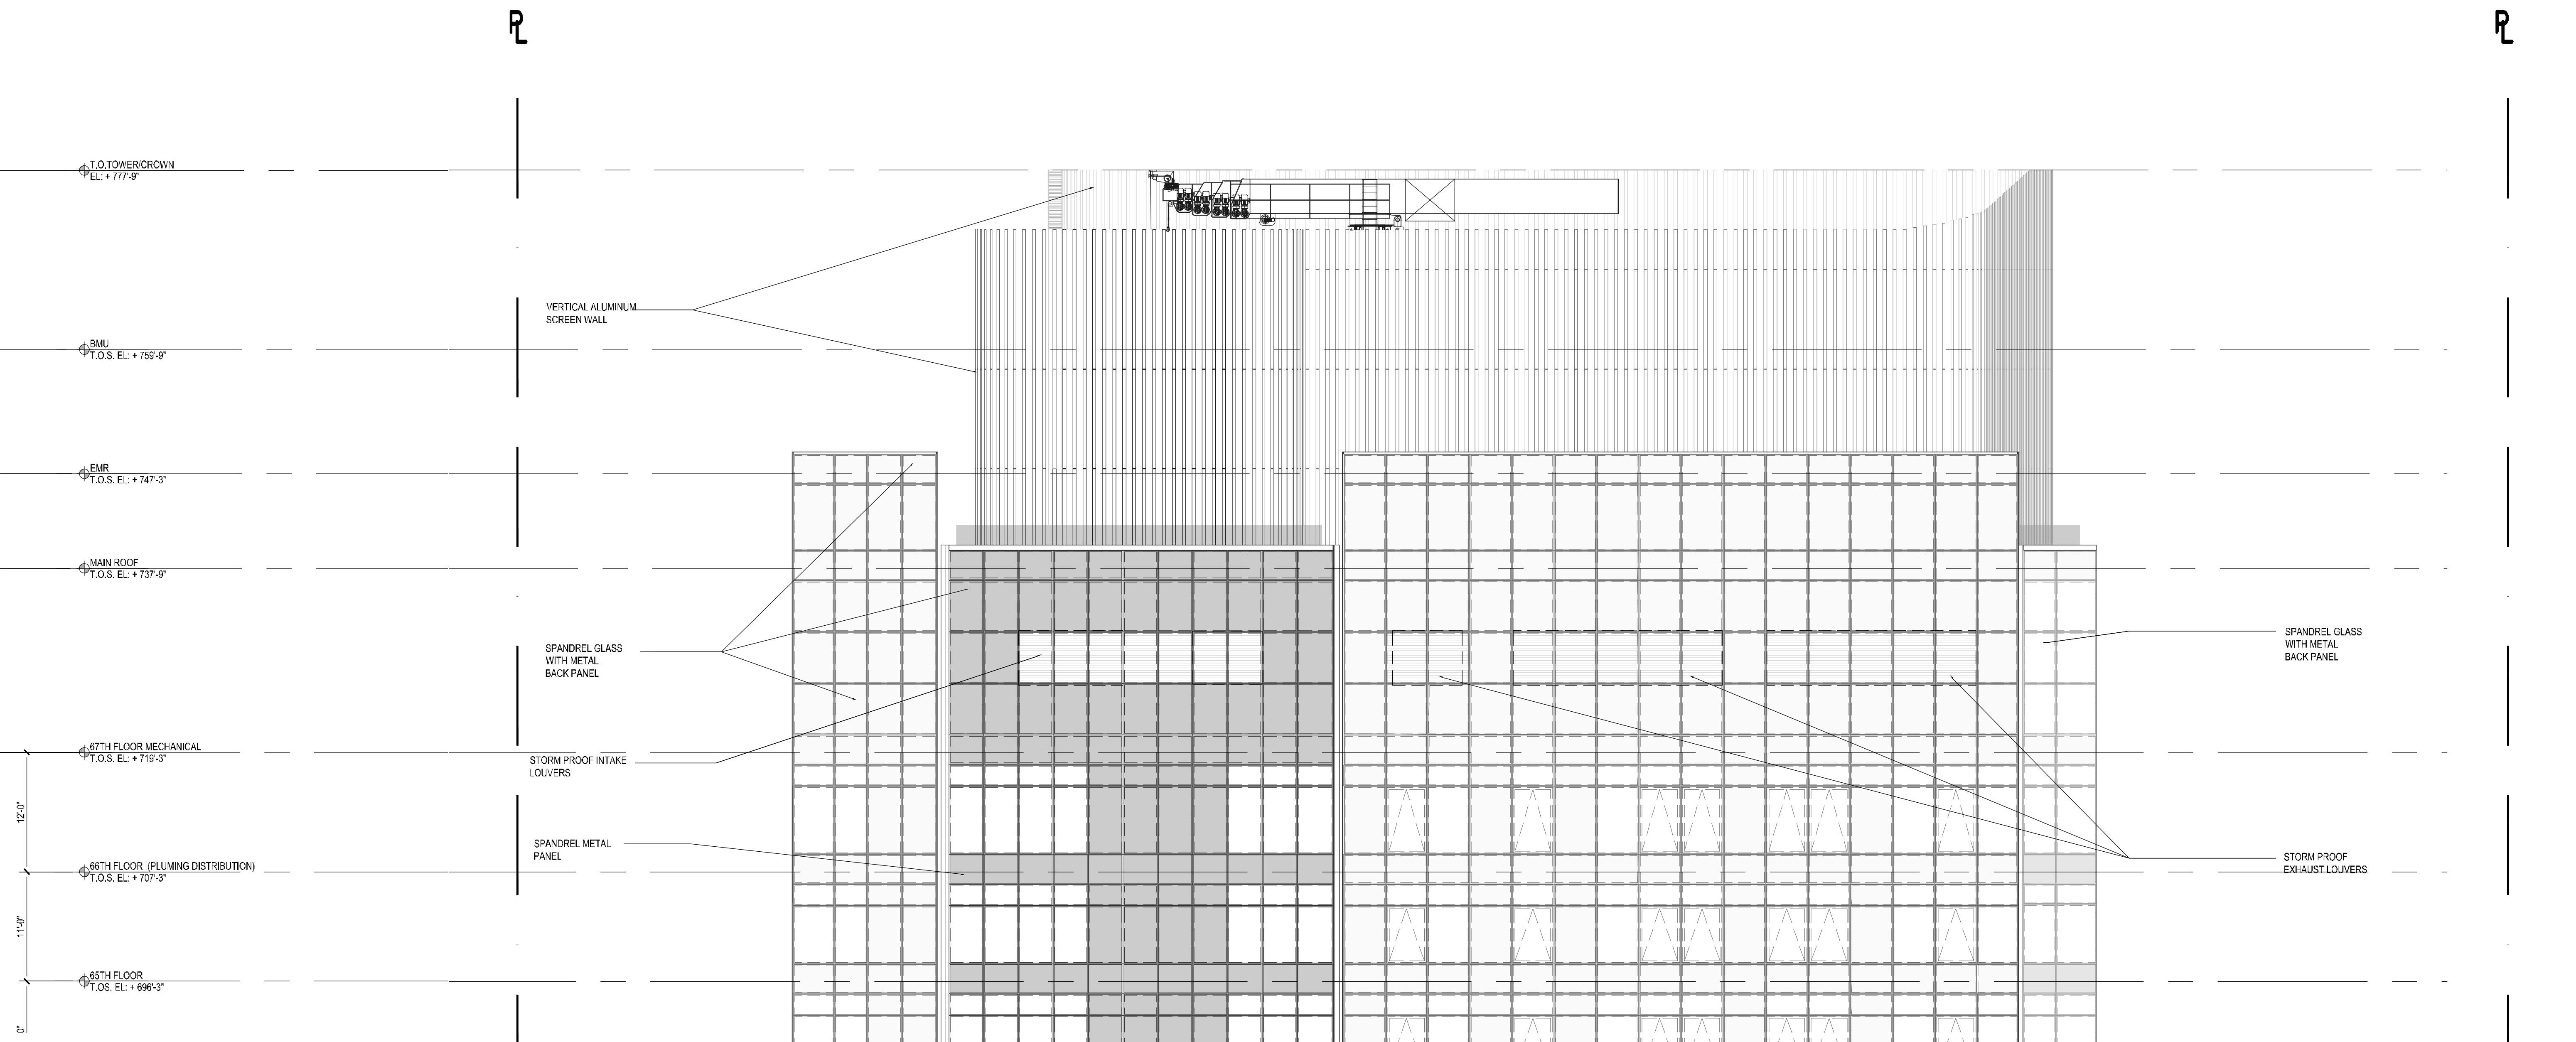 PL
PL
T.O.TOWER/CROWN
EL: + 777'-9"
VERTICAL ALUMINUM
SCREEN WALL
BMU
T.O.S. EL: + 759'-9"
EMR
T.O.S. EL: + 747'-3"
MAIN ROOF
T.O.S. EL: + 737'-9"
SPANDREL GLASS
WITH METAL
BACK PANEL
SPANDREL GLASS
WITH METAL
BACK PANEL
67TH FLOOR MECHANICAL
T.O.S. EL: + 719'-3"
STORM PROOF INTAKE
LOUVERS
12'-0"
SPANDREL METAL
PANEL
66TH FLOOR (PLUMING DISTRIBUTION)
T.O.S. EL: + 707'-3"
STORM PROOF
EXHAUST LOUVERS
11'-0"
65TH FLOOR
T.OS. EL: + 696'-3"
0"